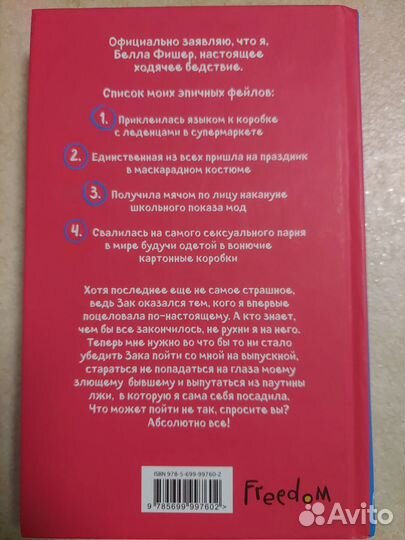 Официально заявляю, что я,
Белла Фишер, настоящее
ходячее бедствие.
Список моих эпичных фейлов:
1. Приклеилась языком к коробке
с леденцами в супермаркете
2. Единственная из всех пришла на праздник
в маскарадном костюме
3. Получила мячом по лицу накануне
школьного показа мод
4. Свалилась на самого сексуального парня
в мире будучи одетой в вонючие
картонные коробки
Хотя последнее еще не самое страшное,
ведь Зак оказался тем, кого я впервые
поцеловала по-настоящему. А кто знает,
чем бы все закончилось, не рухни я на него.
Теперь мне нужно во что бы то ни стало
убедить Зака пойти со мной на выпускной,
стараться не попадаться на глаза моему
злющему бывшему и выпутаться из паутины
лжи, в которую я сама себя посадила.
Что может пойти не так, спросите вы?
Абсолютно все!
ISBN 978-5-699-99760-2
9 785699 997602 >
Freedom
Avito